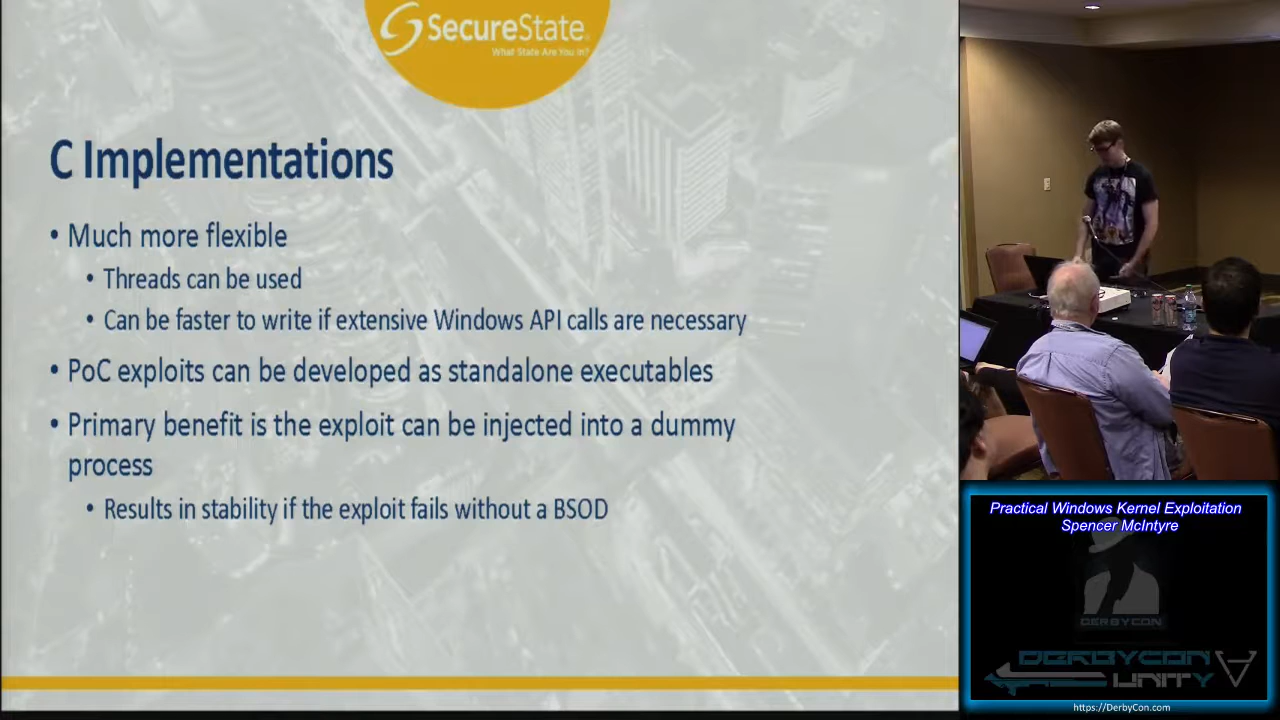 SecureState
What State Are You In?
C Implementations
• Much more flexible
• Threads can be used
• Can be faster to write if extensive Windows API calls are necessary
• PoC exploits can be developed as standalone executables
• Primary benefit is the exploit can be injected into a dummy
process
• Results in stability if the exploit fails without a BSOD
Practical Windows Kernel Exploitation
Spencer McIntyre
DERBYCON
DERBYCON
UNITY
https://DerbyCon.com